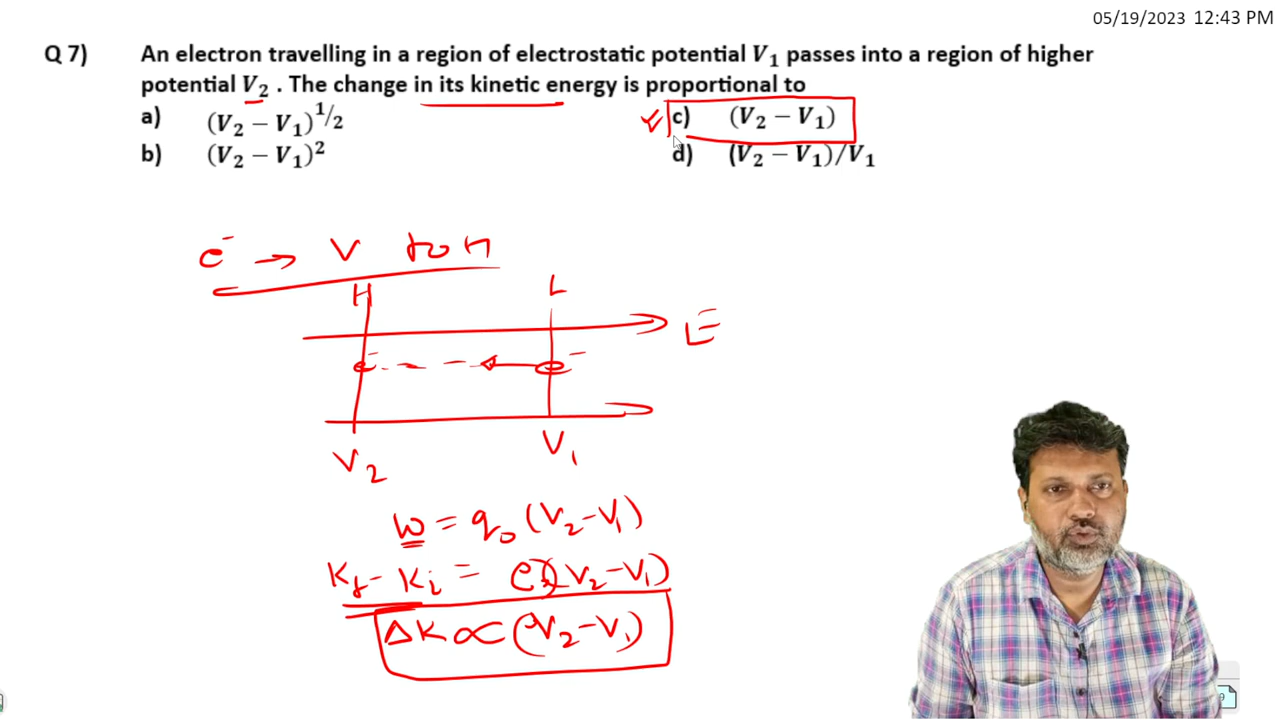 05/19/2023 12:43 PM
Q 7) An electron travelling in a region of electrostatic potential V₁ passes into a region of higher
potential V₂ . The change in its kinetic energy is proportional to
a) (V₂ − V₁)^1/2
c) (V₂ − V₁)
b) (V₂ − V₁)²
d) (V₂ − V₁)/V₁
e⁻ → V to H
H L
E
e⁻ e⁻
V₂ V₁
w = q₀ (V₂−V₁)
K_f − K_i = e (V₂−V₁)
ΔK ∝ (V₂−V₁)